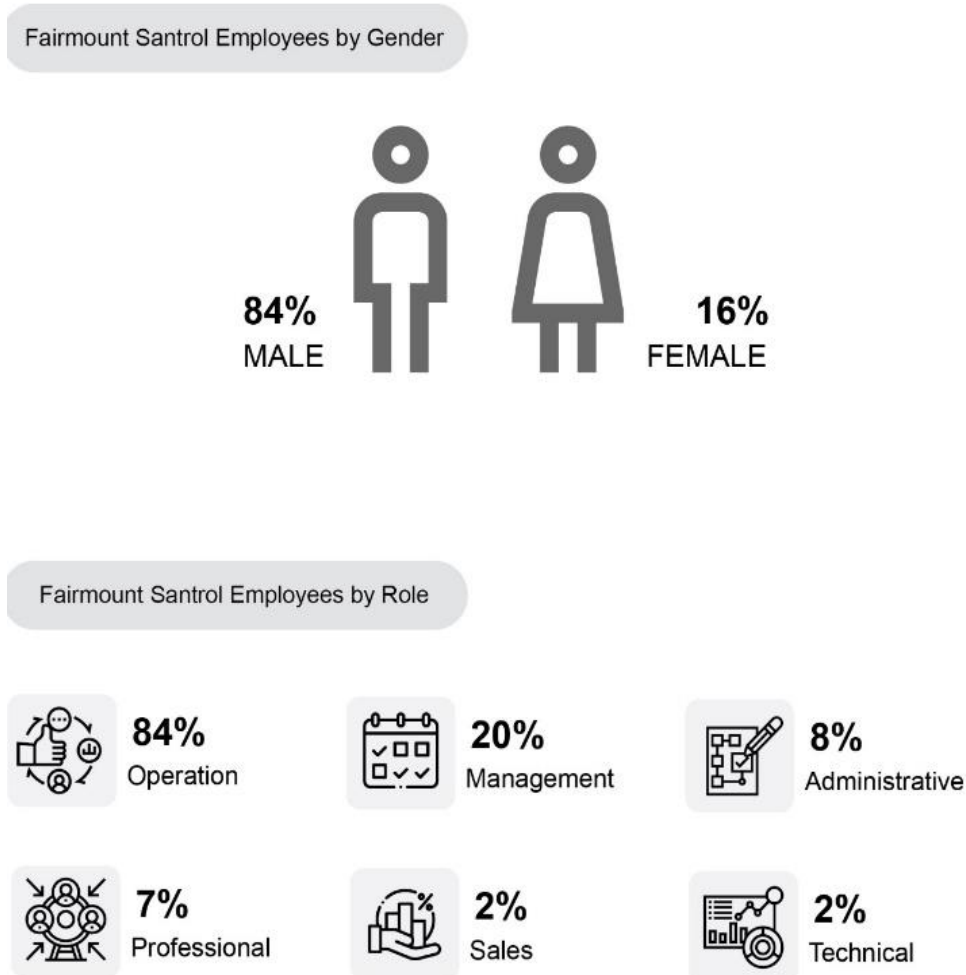 Fairmount Santrol Employees by Gender
84%
MALE
16%
FEMALE
Fairmount Santrol Employees by Role
84%
Operation
20%
Management
8%
Administrative
7%
Professional
2%
Sales
2%
Technical